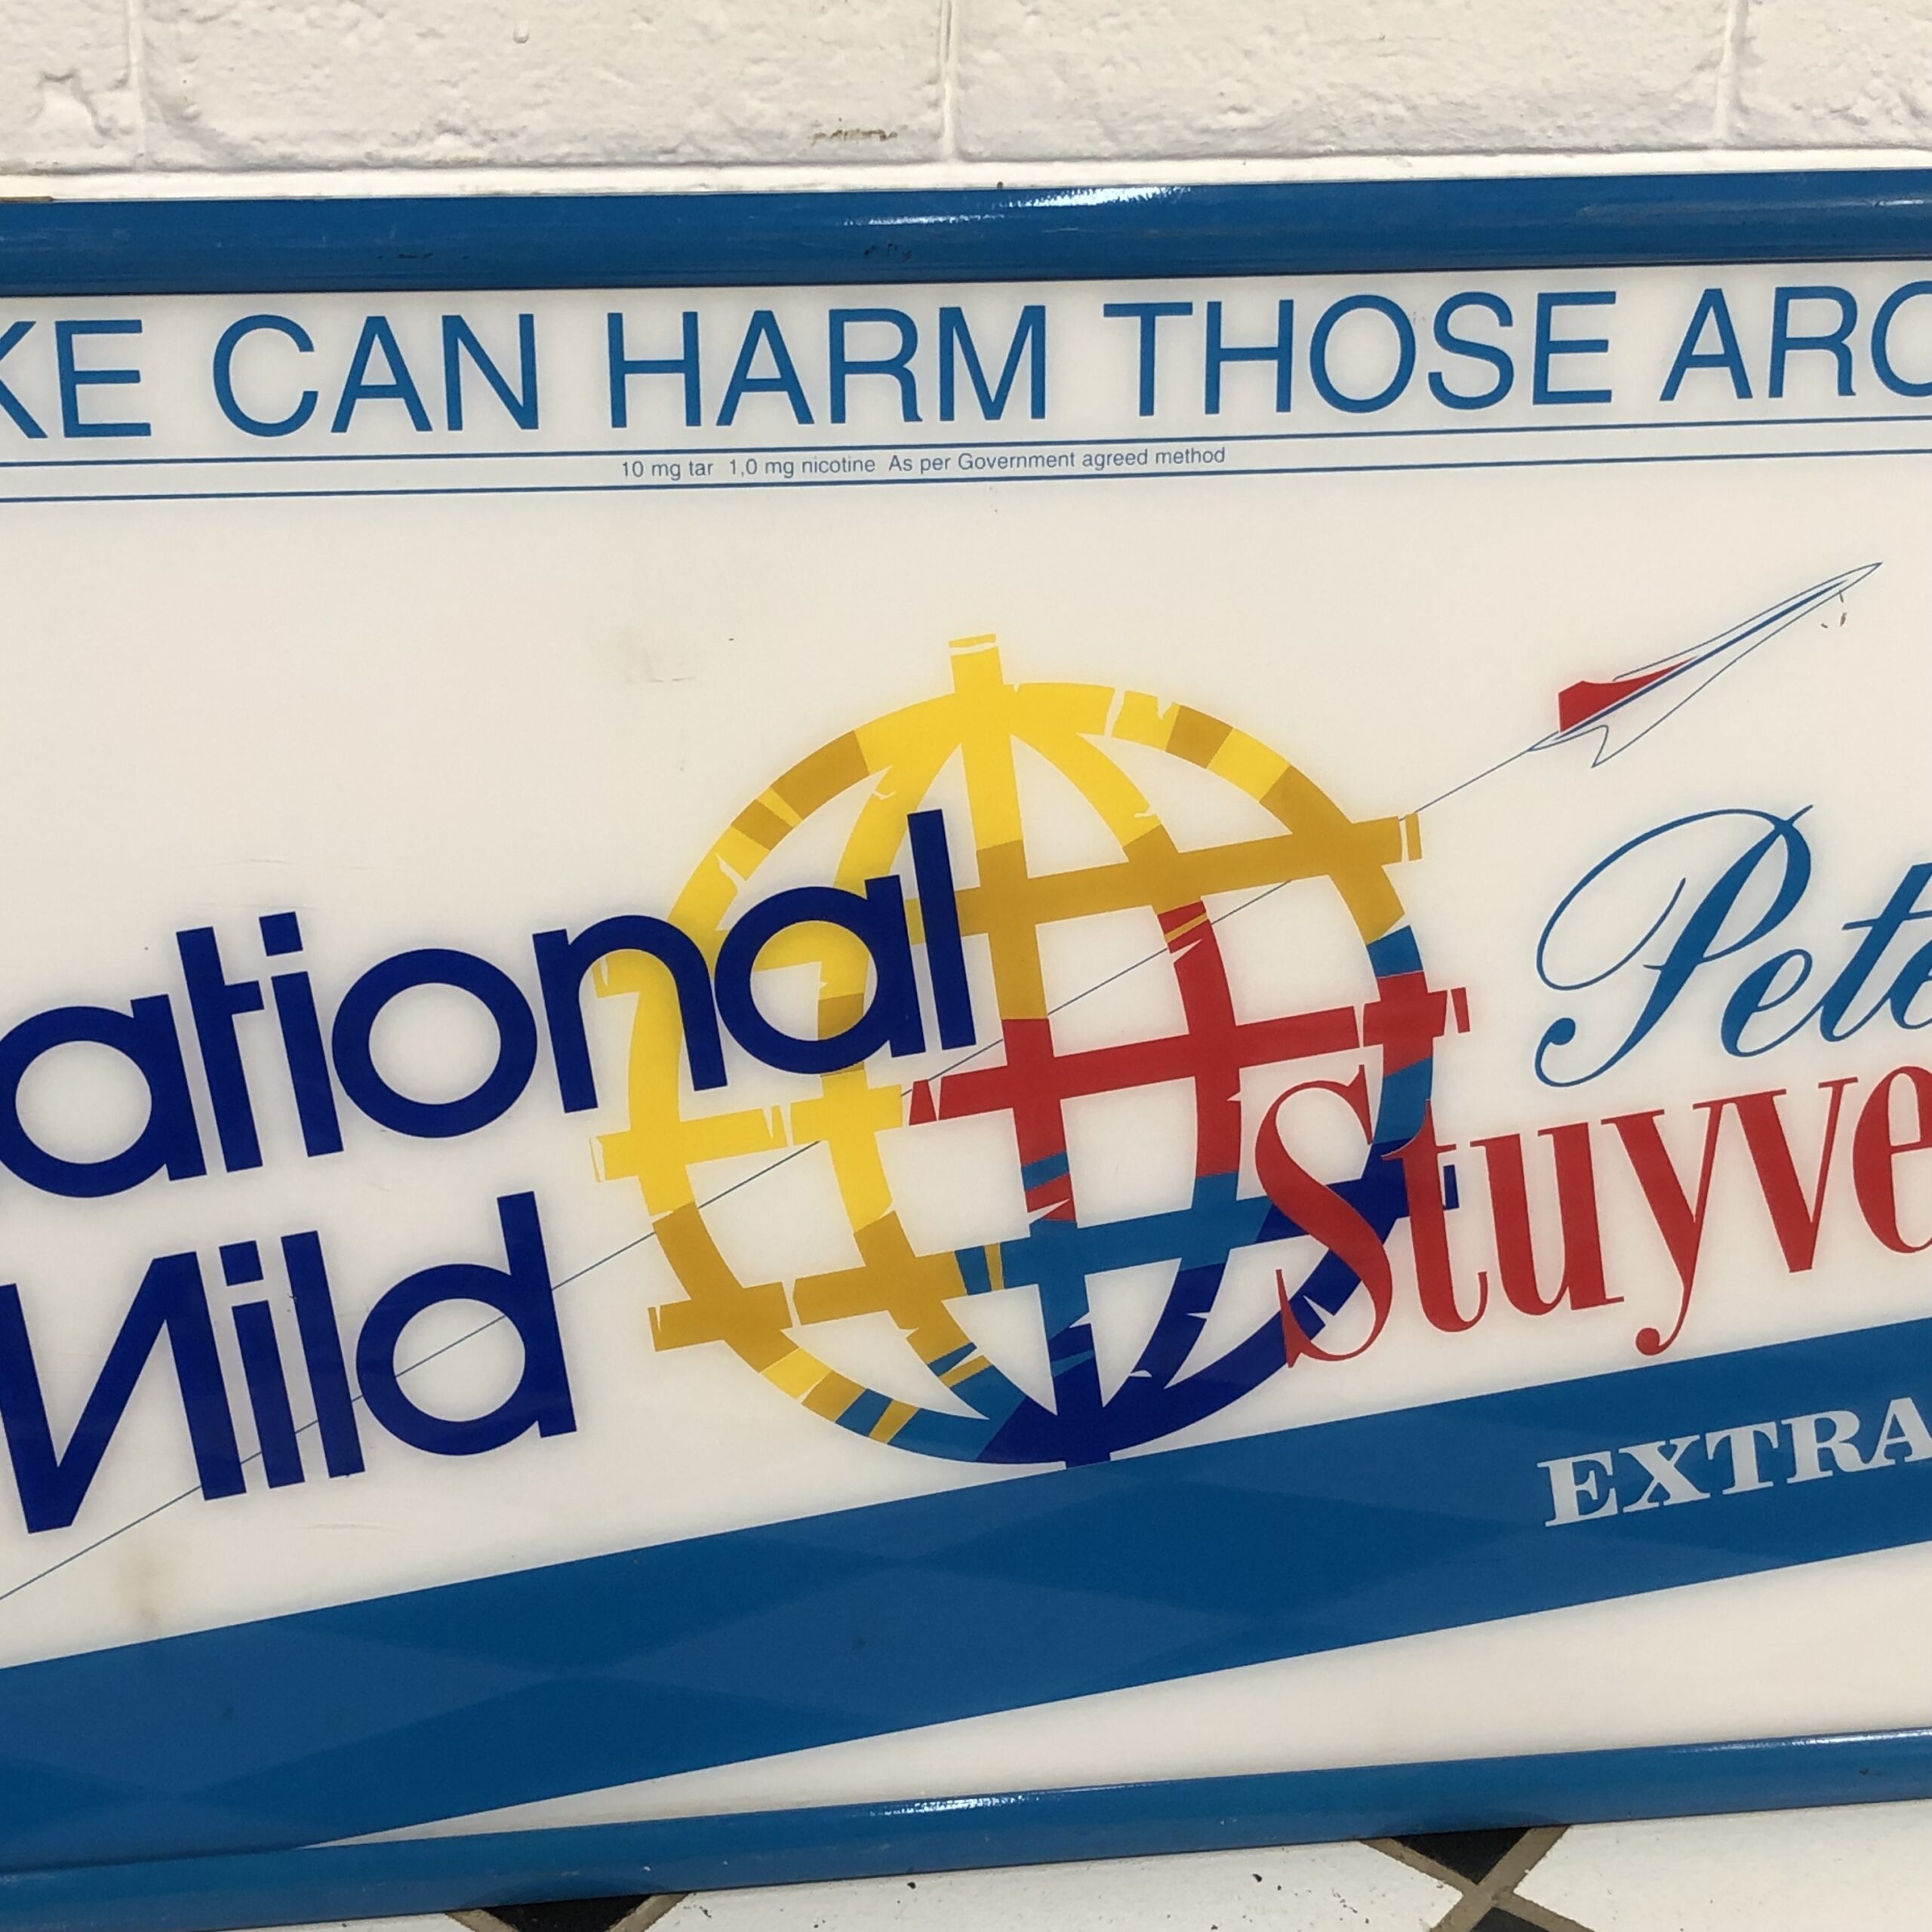 KE CAN HARM THOSE ARO
10 mg tar 1,0 mg nicotine As per Government agreed method
ational
Mild
Pete
Stuyve
EXTRA